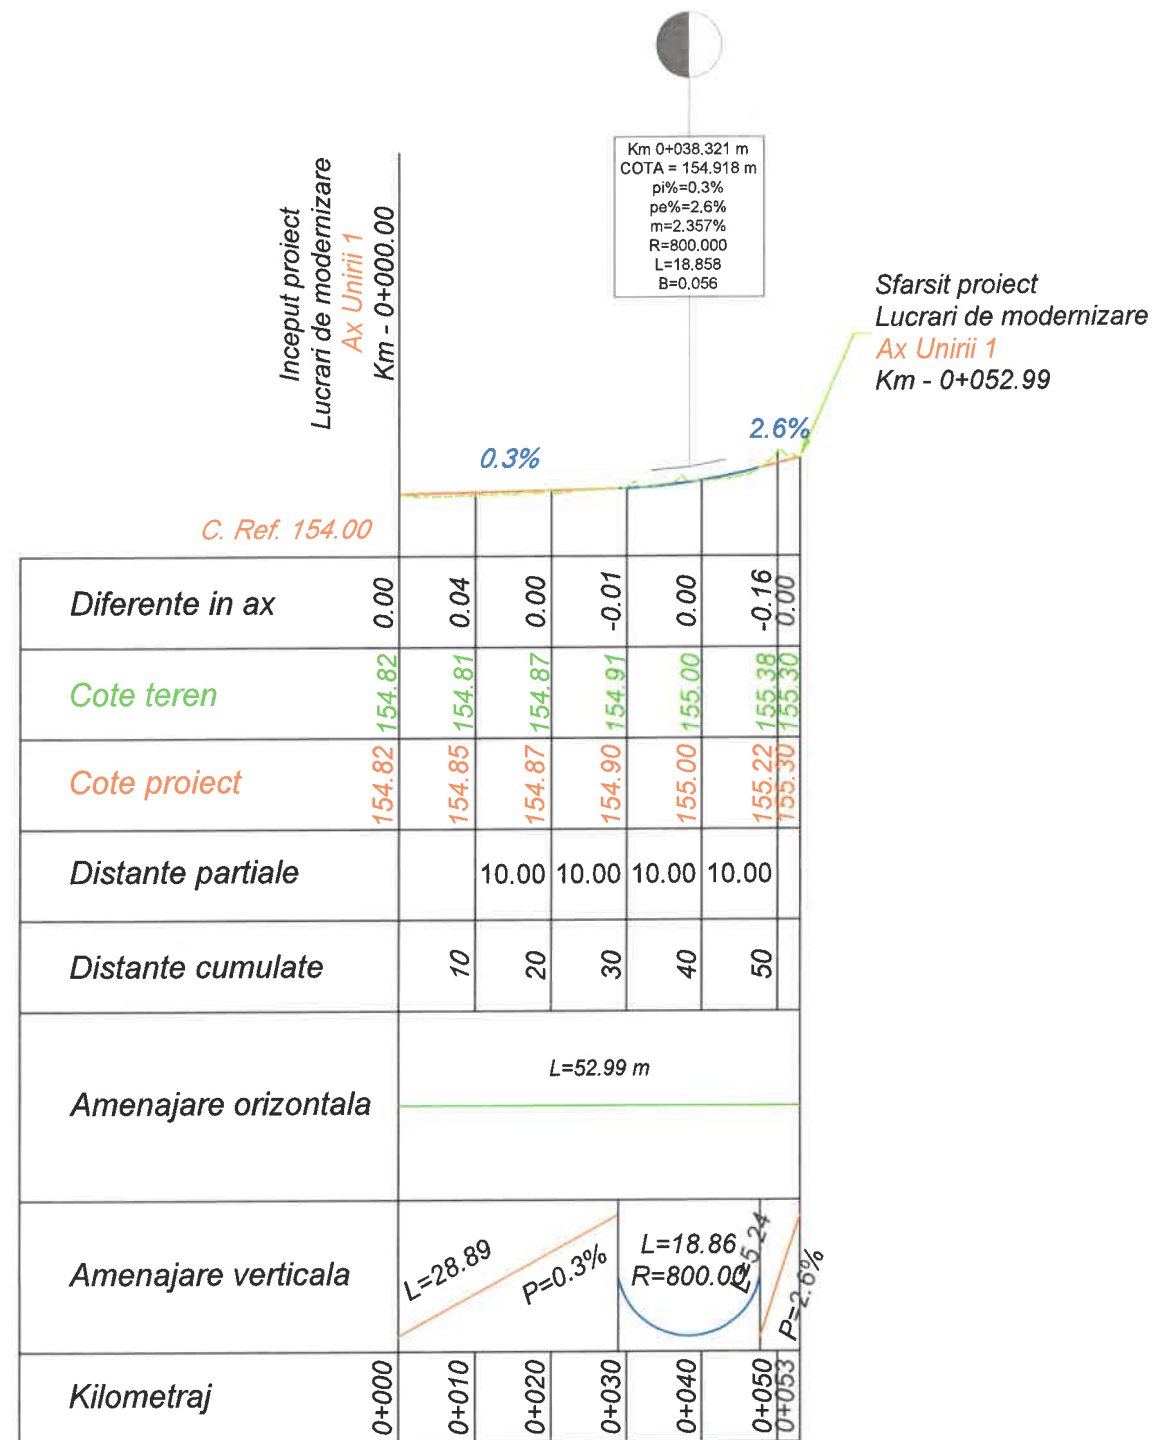 Km 0+038.321 m
COTA = 154.918 m
pi%=0.3%
pe%=2.6%
m=2.357%
R=800.000
L=18.858
B=0.056
Inceput proiect
Lucrari de modernizare
Ax Unirii 1
Km - 0+000.00
Sfarsit proiect
Lucrari de modernizare
Ax Unirii 1
Km - 0+052.99
0.3%
2.6%
C. Ref. 154.00
Diferente in ax 0.00 0.04 0.00 -0.01 0.00 -0.16 0.00
Cote teren 154.82 154.81 154.87 154.91 155.00 155.38 155.30
Cote proiect 154.82 154.85 154.87 154.90 155.00 155.22 155.30
Distante partiale 10.00 10.00 10.00 10.00
Distante cumulate 10 20 30 40 50
Amenajare orizontala
L=52.99 m
Amenajare verticala
L=28.89
P=0.3%
L=18.86
R=800.00
L=5.24
P=2.6%
Kilometraj 0+000 0+010 0+020 0+030 0+040 0+050 0+053